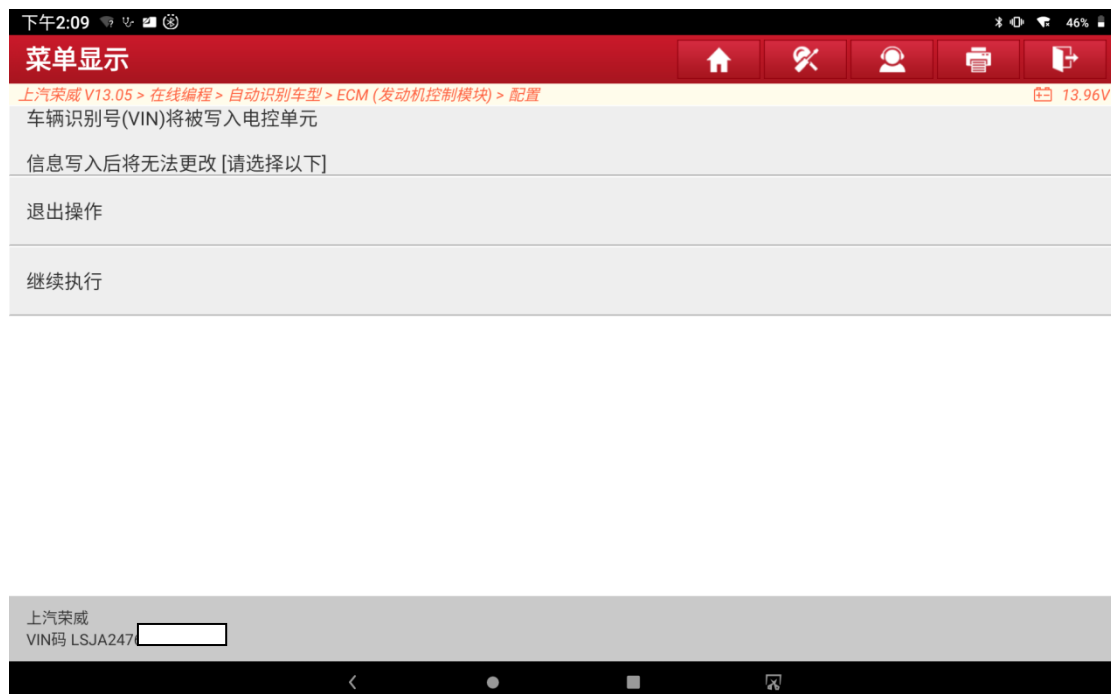 下午2:09
46%
菜单显示
上汽荣威 V13.05 > 在线编程 > 自动识别车型 > ECM (发动机控制模块) > 配置
13.96V
车辆识别号(VIN)将被写入电控单元
信息写入后将无法更改 [请选择以下]
退出操作
继续执行
上汽荣威
VIN码 LSJA247